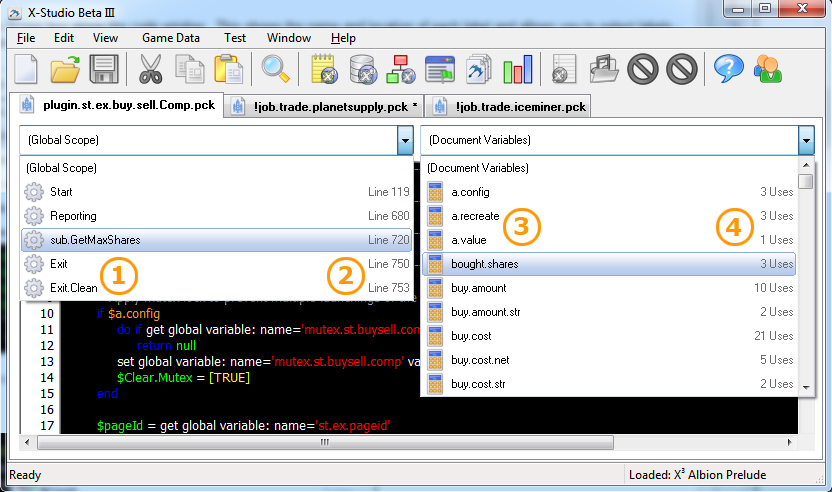 X-Studio Beta III
File Edit View Game Data Test Window Help
plugin.st.ex.buy.sell.Comp.pck !job.trade.planetsupply.pck * !job.trade.iceminer.pck
(Global Scope) (Document Variables)
(Global Scope) (Document Variables)
Start Line 119 a.config 3 Uses
Reporting Line 680 a.recreate 3 Uses
sub.GetMaxShares Line 720 a.value 1 Uses
3 4
Exit Line 750 bought.shares 3 Uses
1 2
Exit.Clean Line 753 buy.amount 10 Uses
10 if $a.config buy.amount.str 2 Uses
11 do if get global variable: name='mutex.st.buysell.com
12 return null buy.cost 21 Uses
13 set global variable: name='mutex.st.buysell.comp' va buy.cost.net 5 Uses
14 $Clear.Mutex = [TRUE] buy.cost.str 2 Uses
15 end
16
17 $pageId = get global variable: name='st.ex.pageid'
Ready Loaded: X³ Albion Prelude